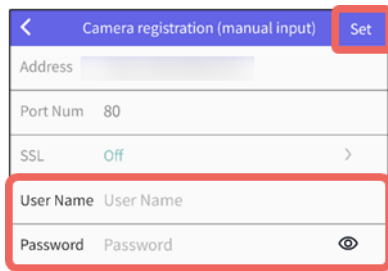 Camera registration (manual input) Set
Address
Port Num 80
SSL Off
User Name User Name
Password Password